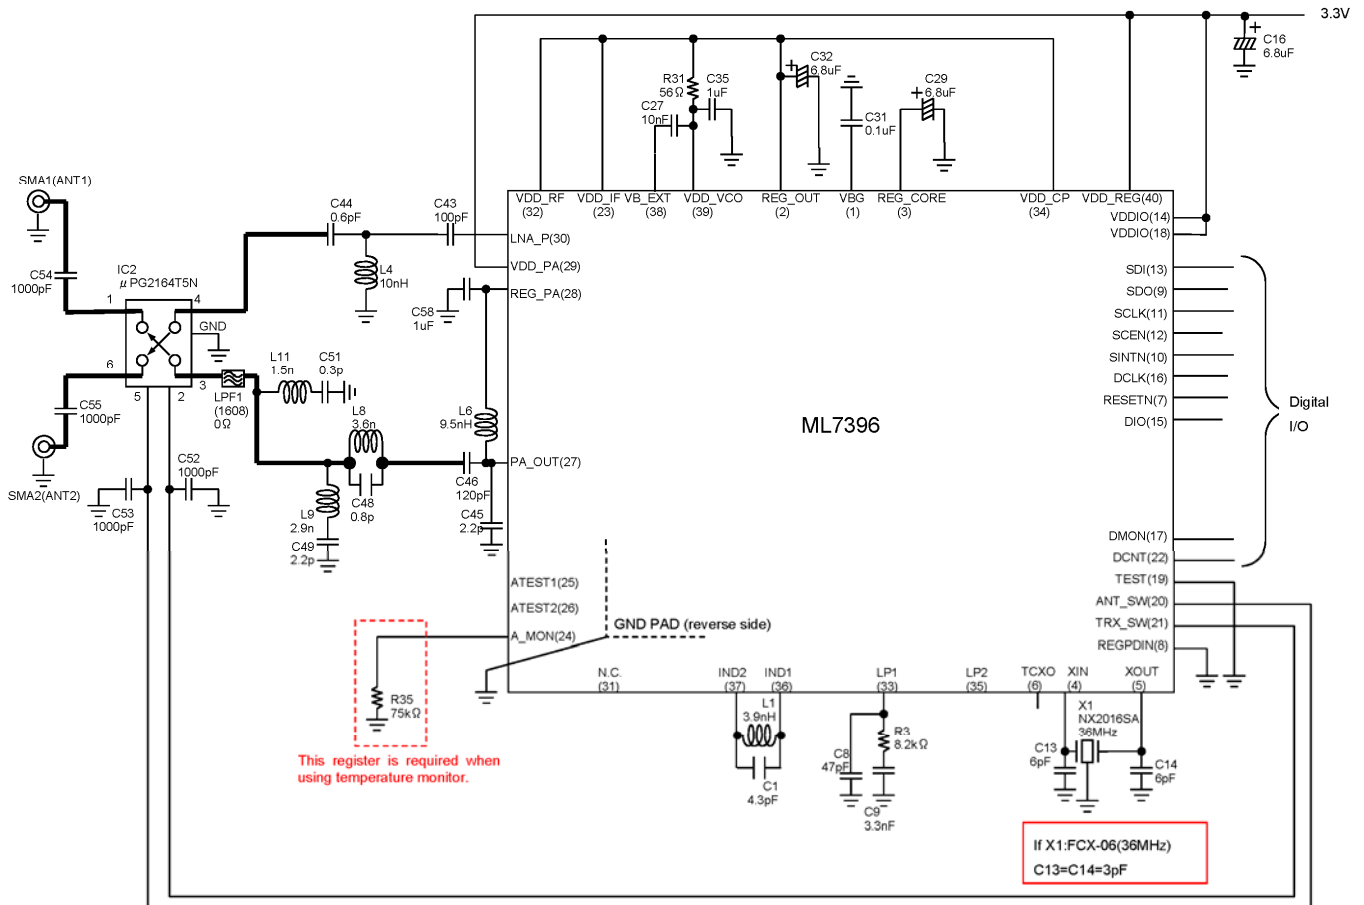 3.3V
C16
6.8uF
C32
6.8uF
R31
56Ω
C35
1uF
C27
10nF
C29
6.8uF
C31
0.1uF
SMA1(ANT1)
VDD_RF
(32)
VDD_IF
(23)
VB_EXT
(38)
VDD_VCO
(39)
REG_OUT
(2)
VBG
(1)
REG_CORE
(3)
VDD_CP
(34)
VDD_REG(40)
VDDIO(14)
VDDIO(18)
C44
0.6pF
C43
100pF
LNA_P(30)
VDD_PA(29)
REG_PA(28)
L4
10nH
C54
1000pF
IC2
μPG2164T5N
1
4
GND
6
3
5
2
C58
1uF
SDI(13)
SDO(9)
SCLK(11)
SCEN(12)
SINTN(10)
DCLK(16)
RESETN(7)
DIO(15)
Digital
I/O
L11
1.5n
C51
0.3p
LPF1
(1608)
0Ω
L8
3.6n
L6
9.5nH
ML7396
C55
1000pF
PA_OUT(27)
C52
1000pF
SMA2(ANT2)
C53
1000pF
C46
120pF
C48
0.8p
C45
2.2p
L9
2.9n
C49
2.2p
DMON(17)
DCNT(22)
TEST(19)
ANT_SW(20)
TRX_SW(21)
REGPDIN(8)
ATEST1(25)
ATEST2(26)
A_MON(24)
GND PAD (reverse side)
N.C.
(31)
IND2
(37)
IND1
(36)
LP1
(33)
LP2
(35)
TCXO
(6)
XIN
(4)
XOUT
(5)
R35
75kΩ
This register is required when
using temperature monitor.
L1
3.9nH
C1
4.3pF
R3
8.2kΩ
C8
47pF
C9
3.3nF
X1
NX2016SA
36MHz
C13
6pF
C14
6pF
If X1:FCX-06(36MHz)
C13=C14=3pF